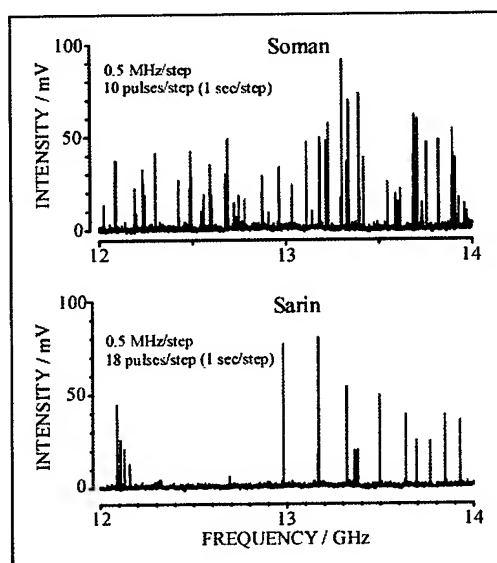 Soman
0.5 MHz/step
10 pulses/step (1 sec/step)
INTENSITY / mV
100
50
0
12
13
14
Sarin
0.5 MHz/step
18 pulses/step (1 sec/step)
INTENSITY / mV
100
50
0
12
13
14
FREQUENCY / GHz